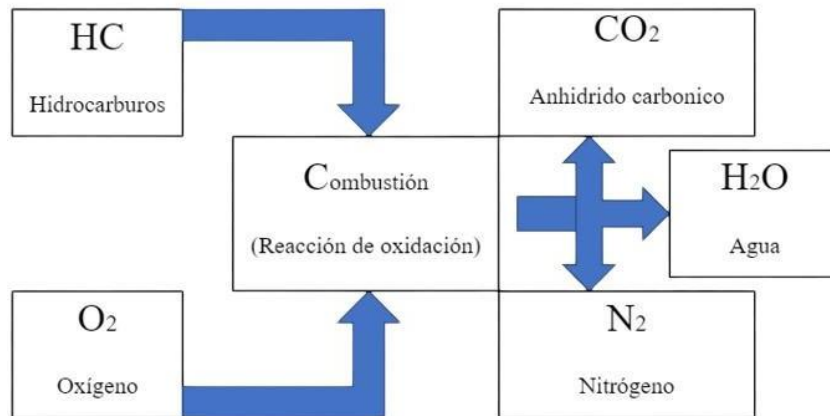 HC
Hidrocarburos
CO2
Anhidrido carbonico
Combustión
(Reacción de oxidación)
H2O
Agua
O2
Oxígeno
N2
Nitrógeno